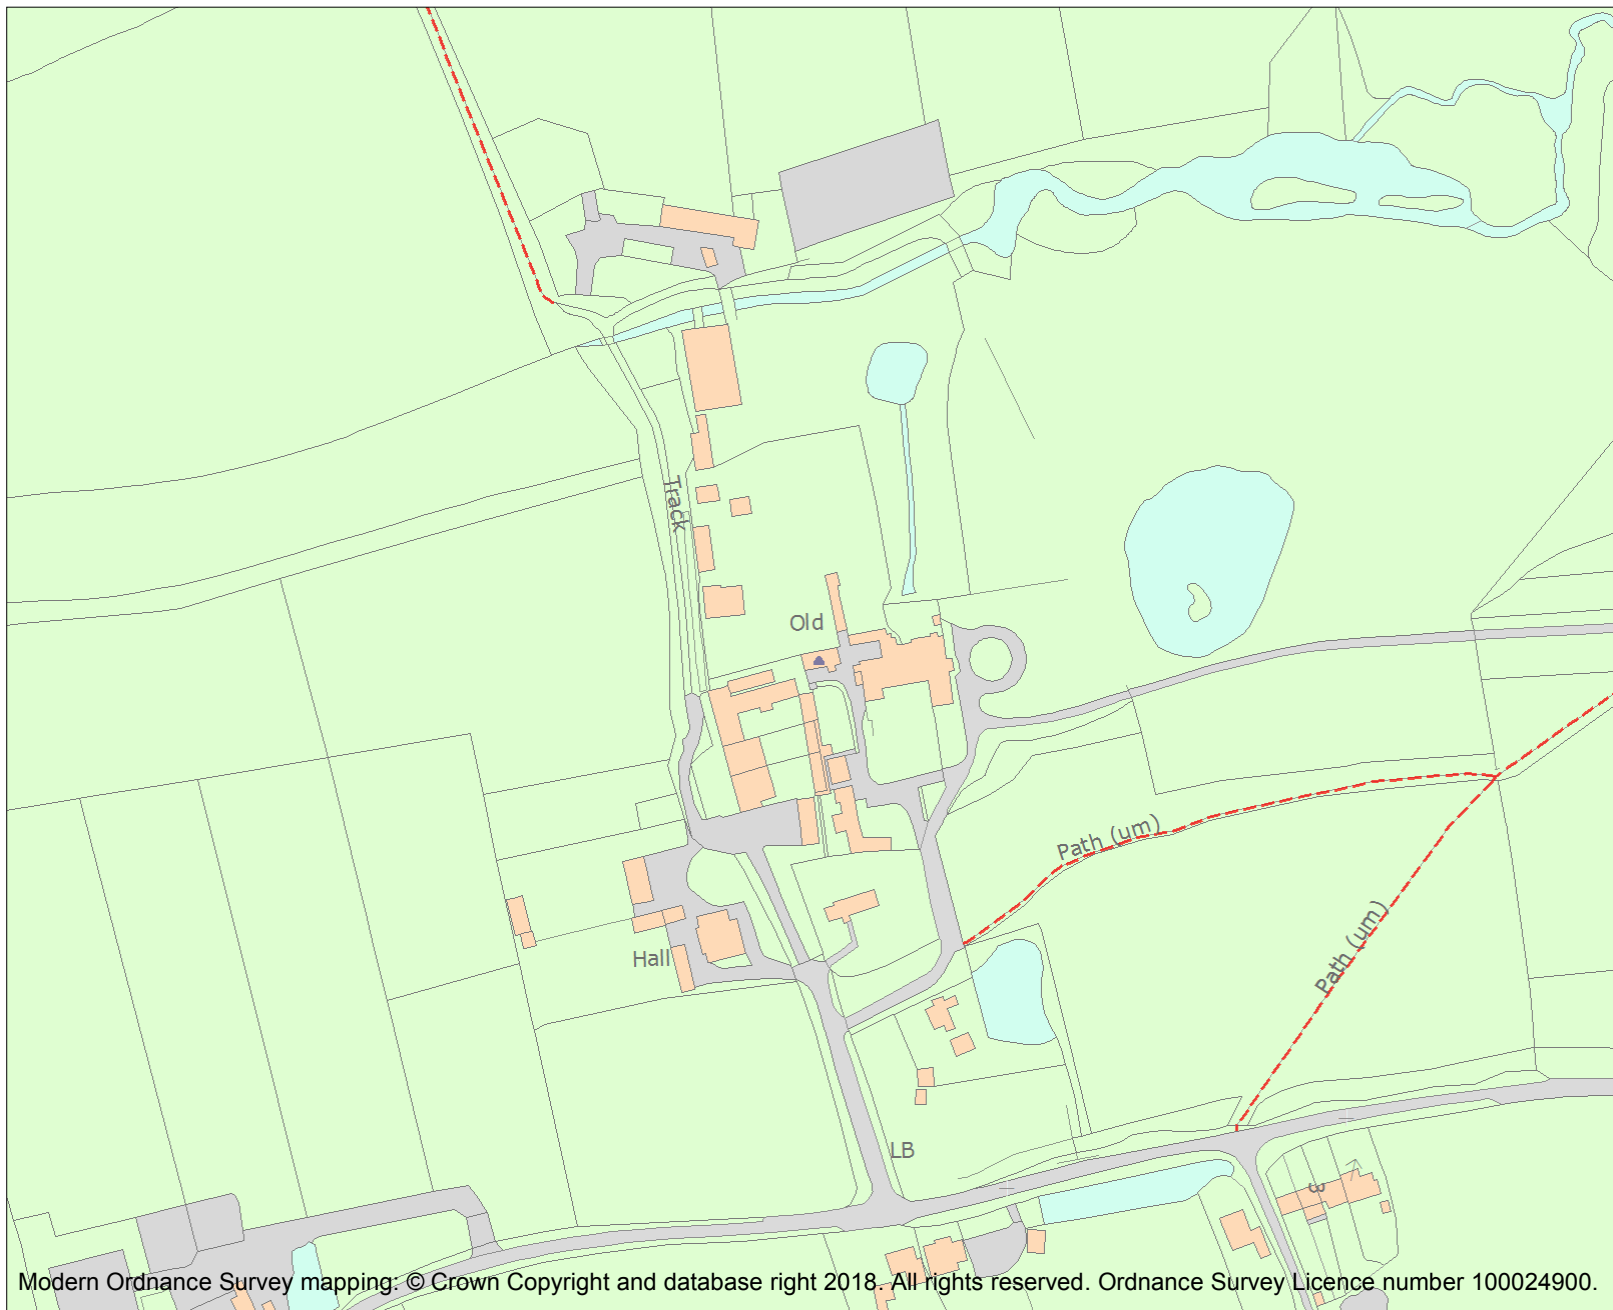 Track
Old
Path (um)
Path (um)
Hall
LB
3
Modern Ordnance Survey mapping: © Crown Copyright and database right 2018. All rights reserved. Ordnance Survey Licence number 100024900.